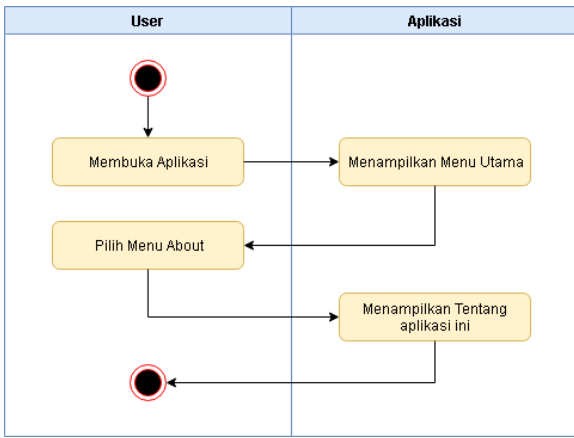 User
Aplikasi
Membuka Aplikasi
Menampilkan Menu Utama
Pilih Menu About
Menampilkan Tentang
aplikasi ini